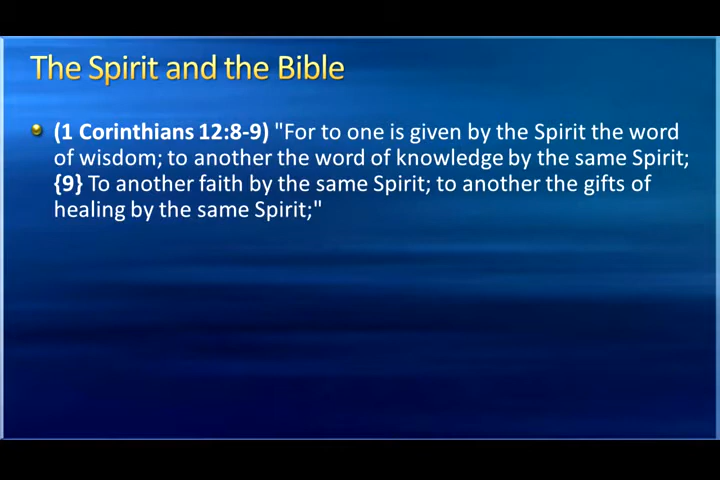 The Spirit and the Bible
(1 Corinthians 12:8-9) "For to one is given by the Spirit the word
of wisdom; to another the word of knowledge by the same Spirit;
{9} To another faith by the same Spirit; to another the gifts of
healing by the same Spirit;"